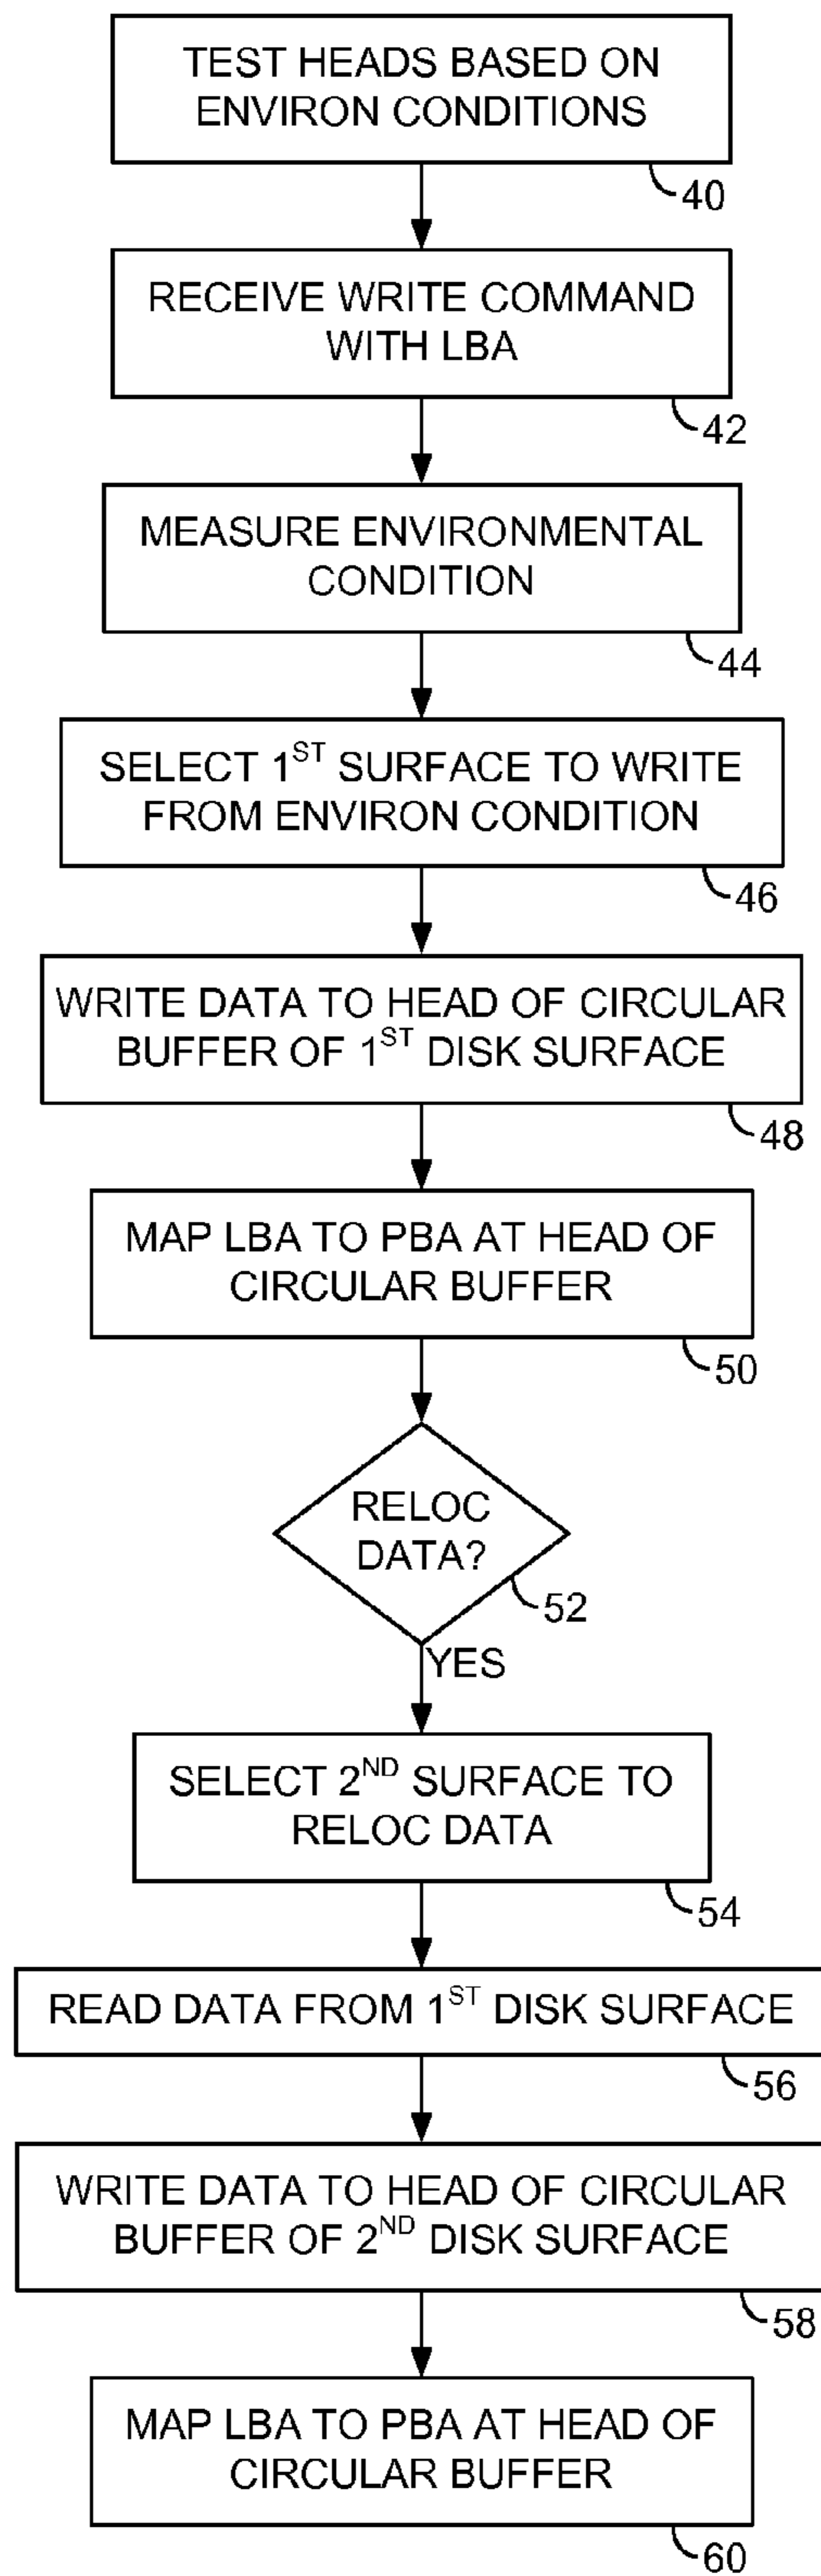 TEST HEADS BASED ON
ENVIRON CONDITIONS
40
RECEIVE WRITE COMMAND
WITH LBA
42
MEASURE ENVIRONMENTAL
CONDITION
44
SELECT 1ST SURFACE TO WRITE
FROM ENVIRON CONDITION
46
WRITE DATA TO HEAD OF CIRCULAR
BUFFER OF 1ST DISK SURFACE
48
MAP LBA TO PBA AT HEAD OF
CIRCULAR BUFFER
50
RELOC
DATA?
52
YES
SELECT 2ND SURFACE TO
RELOC DATA
54
READ DATA FROM 1ST DISK SURFACE
56
WRITE DATA TO HEAD OF CIRCULAR
BUFFER OF 2ND DISK SURFACE
58
MAP LBA TO PBA AT HEAD OF
CIRCULAR BUFFER
60